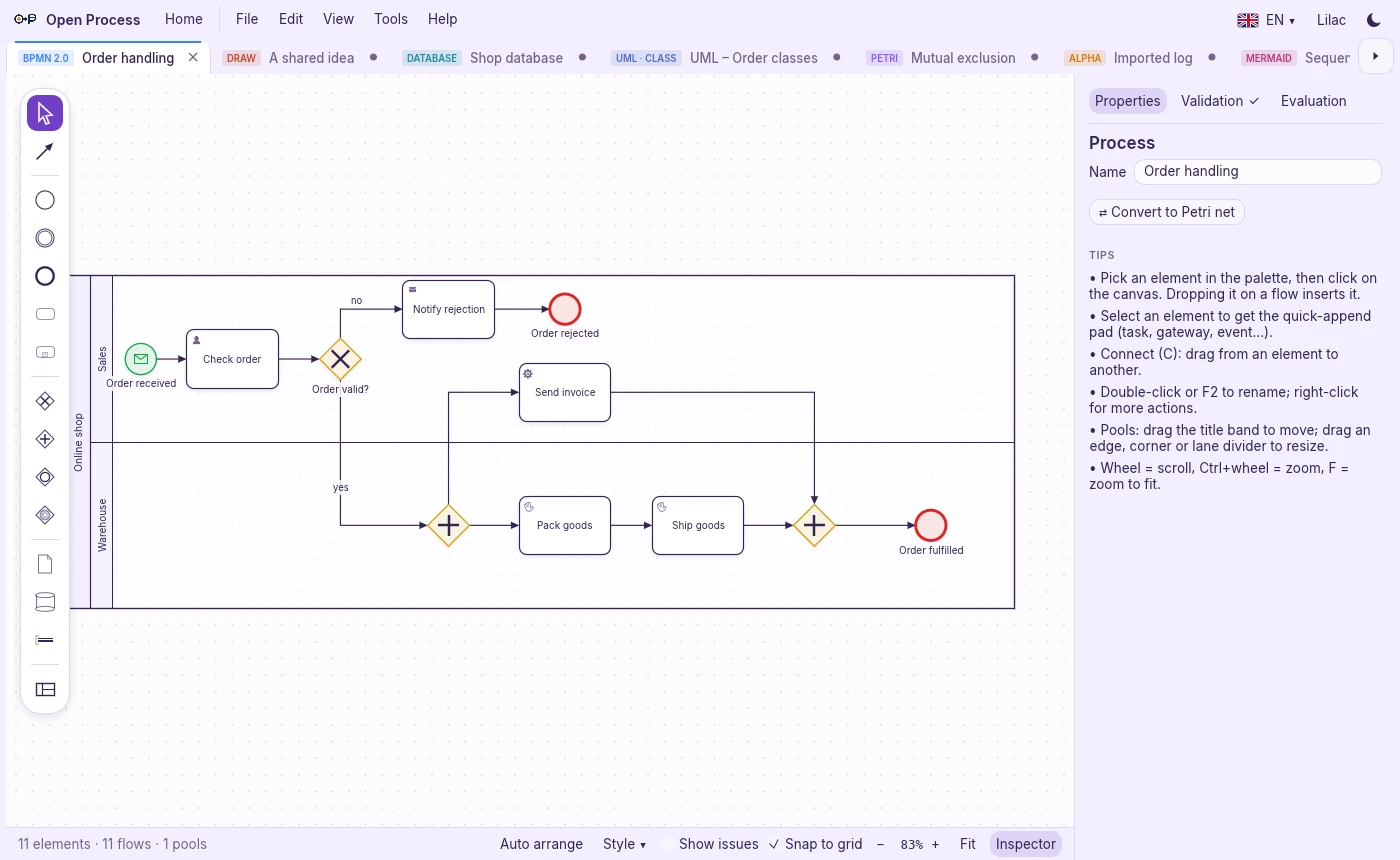 Open Process Home File Edit View Tools Help EN ▾ Lilac
BPMN 2.0 Order handling ✕ DRAW A shared idea DATABASE Shop database UML · CLASS UML – Order classes PETRI Mutual exclusion ALPHA Imported log MERMAID Sequer
Properties Validation ✓ Evaluation
Process
Name Order handling
⇄ Convert to Petri net
TIPS
• Pick an element in the palette, then click on
the canvas. Dropping it on a flow inserts it.
• Select an element to get the quick-append
pad (task, gateway, event…).
• Connect (C): drag from an element to
another.
• Double-click or F2 to rename; right-click
for more actions.
• Pools: drag the title band to move; drag an
edge, corner or lane divider to resize.
• Wheel = scroll, Ctrl+wheel = zoom, F =
zoom to fit.
Online shop
Sales
Warehouse
Order received
Check order
Order valid?
no
Notify rejection
Order rejected
Send invoice
yes
Pack goods
Ship goods
Order fulfilled
11 elements · 11 flows · 1 pools Auto arrange Style ▾ Show issues ✓ Snap to grid − 83% + Fit Inspector